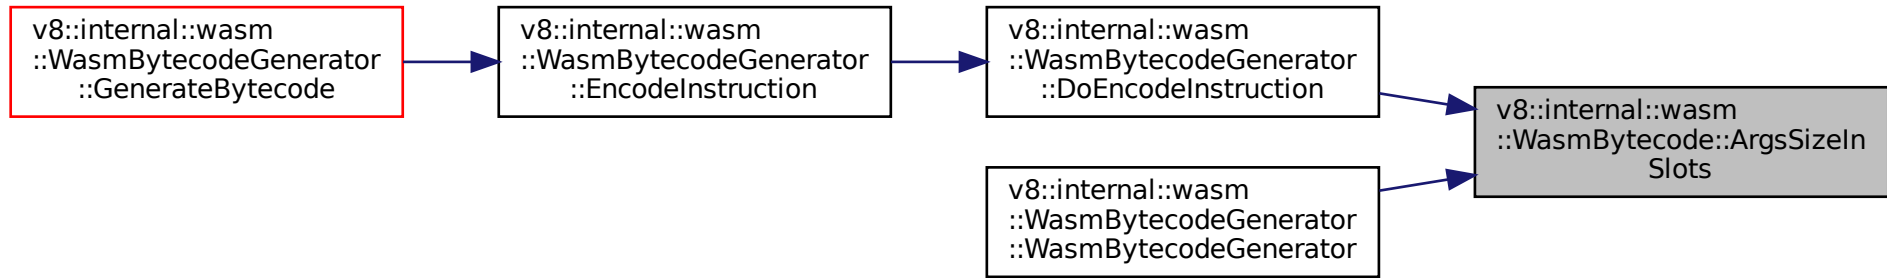 v8::internal::wasm
::WasmBytecodeGenerator
::GenerateBytecode
v8::internal::wasm
::WasmBytecodeGenerator
::EncodeInstruction
v8::internal::wasm
::WasmBytecodeGenerator
::DoEncodeInstruction
v8::internal::wasm
::WasmBytecode::ArgsSizeIn
Slots
v8::internal::wasm
::WasmBytecodeGenerator
::WasmBytecodeGenerator